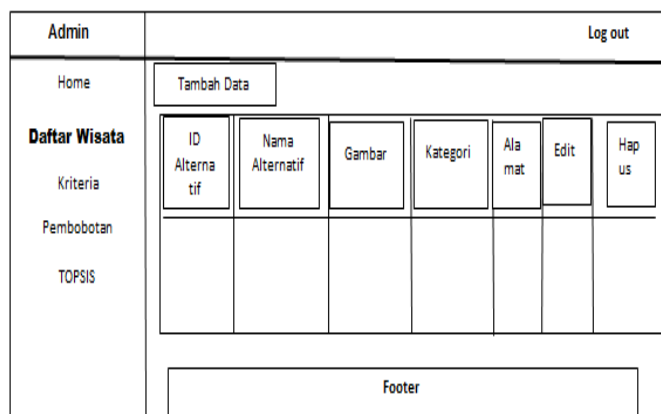 Admin
Log out
Home
Tambah Data
Daftar Wisata
Kriteria
Pembobotan
TOPSIS
ID
Alterna
tif
Nama
Alternatif
Gambar
Kategori
Ala
mat
Edit
Hap
us
Footer